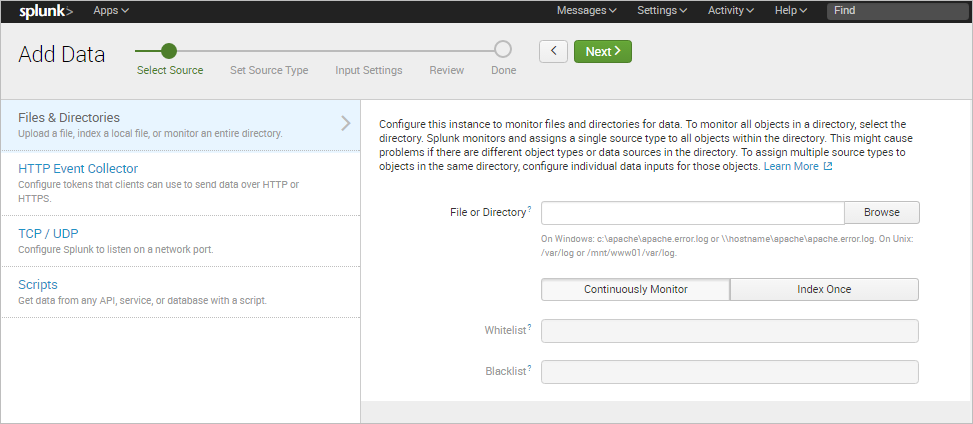 splunk> Apps Messages Settings Activity Help Find
Add Data
Select Source Set Source Type Input Settings Review Done
< Next >
Files & Directories
Upload a file, index a local file, or monitor an entire directory.
HTTP Event Collector
Configure tokens that clients can use to send data over HTTP or
HTTPS.
TCP / UDP
Configure Splunk to listen on a network port.
Scripts
Get data from any API, service, or database with a script.
Configure this instance to monitor files and directories for data. To monitor all objects in a directory, select the
directory. Splunk monitors and assigns a single source type to all objects within the directory. This might cause
problems if there are different object types or data sources in the directory. To assign multiple source types to
objects in the same directory, configure individual data inputs for those objects. Learn More
File or Directory ? Browse
On Windows: c:\apache\apache.error.log or \\hostname\apache\apache.error.log. On Unix:
/var/log or /mnt/www01/var/log.
Continuously Monitor Index Once
Whitelist ?
Blacklist ?